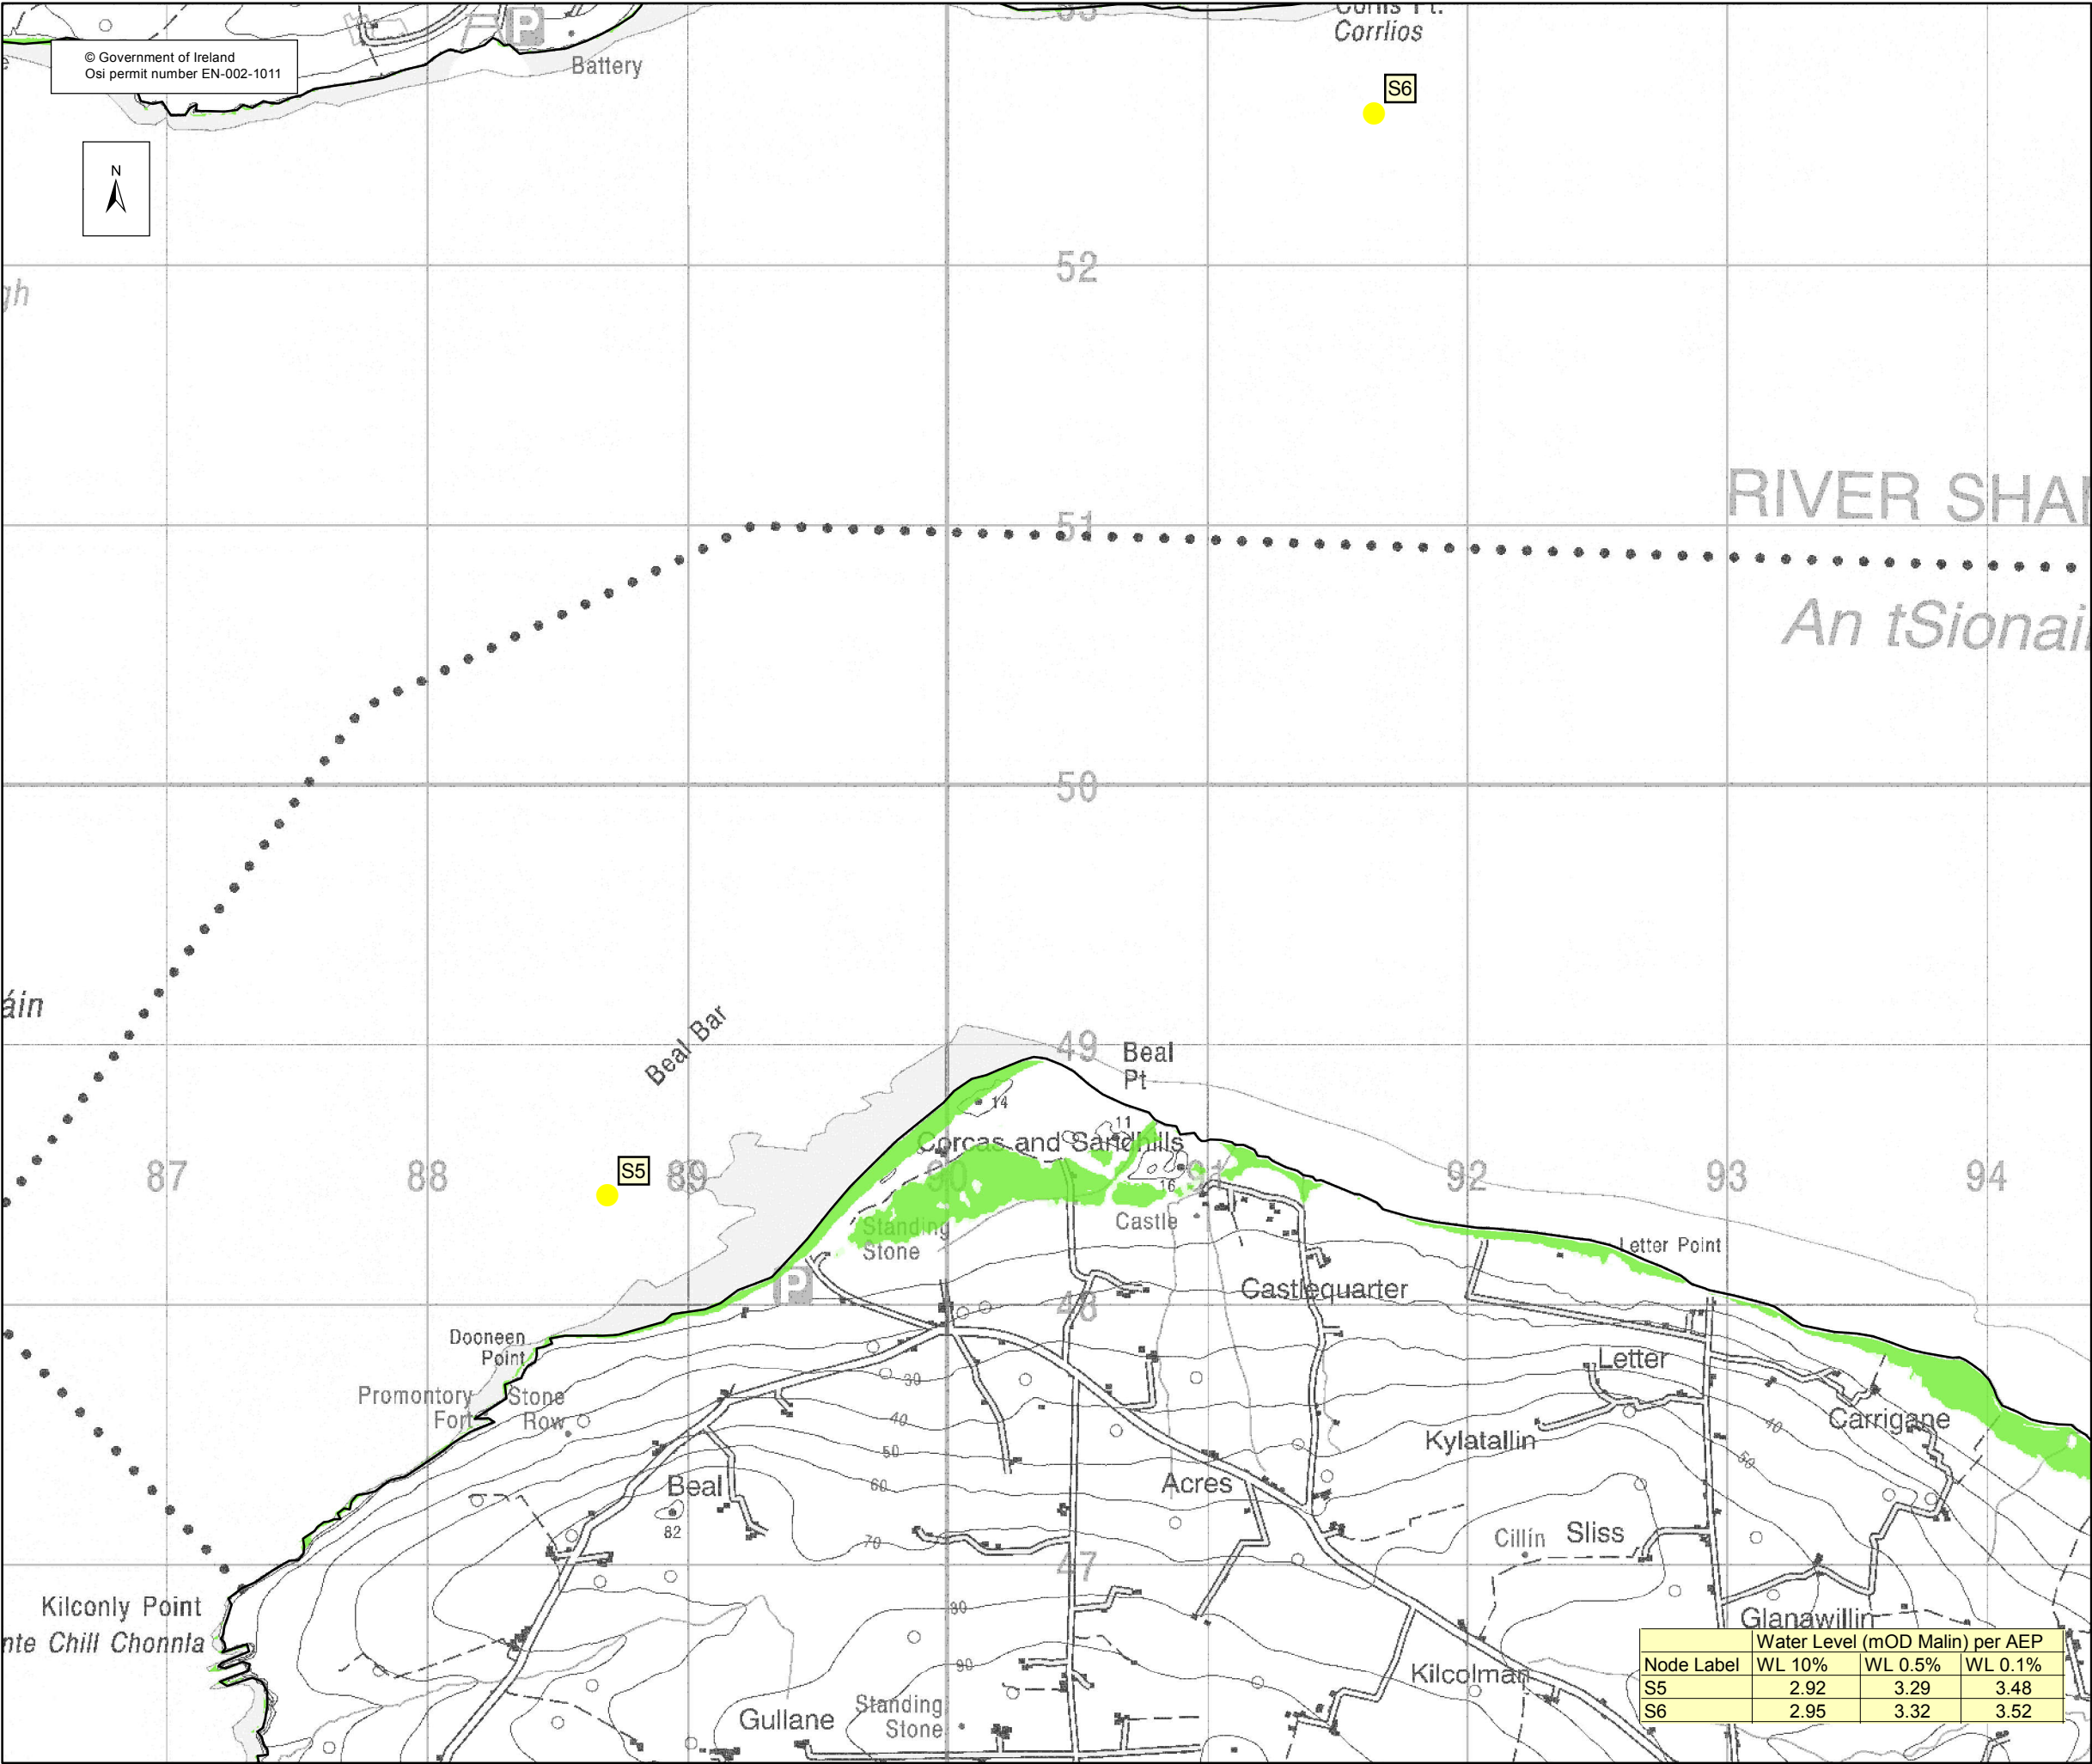 Corrlios
© Government of Ireland
Osi permit number EN-002-1011
P
Battery
S6
N
52
RIVER SHA
51
An tSionai
50
áin
Beal Bar
49
Beal
Pt
14
11
Corcas and Sandhills
87
88
S5
89
90
91
92
93
94
16
Standing
Stone
Castle
Letter Point
P
Castlequarter
48
Dooneen
Point
Letter
30
Promontory
Fort
Stone
Row
40
Carrigane
40
Kylatallin
50
50
Beal
60
Acres
82
70
Cillín
Sliss
47
Kilconly Point
nte Chill Chonnla
80
Glanawillin
90
Kilcolman
Gullane
Standing
Stone
Water Level (mOD Malin) per AEP
Node Label WL 10% WL 0.5% WL 0.1%
S5 2.92 3.29 3.48
S6 2.95 3.32 3.52